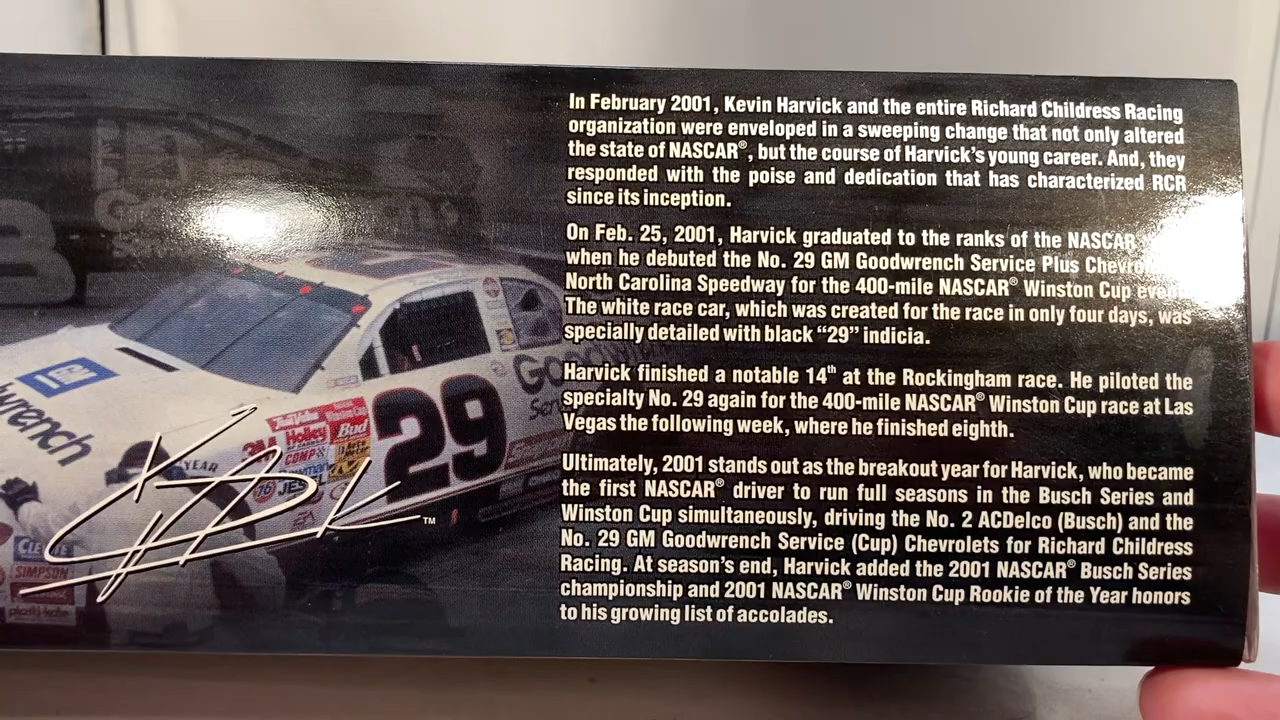 In February 2001, Kevin Harvick and the entire Richard Childress Racing
organization were enveloped in a sweeping change that not only altered
the state of NASCAR®, but the course of Harvick's young career. And, they
responded with the poise and dedication that has characterized RCR
since its inception.
On Feb. 25, 2001, Harvick graduated to the ranks of the NASCAR
when he debuted the No. 29 GM Goodwrench Service Plus
North Carolina Speedway for the 400-mile NASCAR® Winston Cup
The white race car, which was created for the race in only four days, was
specially detailed with black "29" indicia.
Harvick finished a notable 14th at the Rockingham race. He piloted the
specialty No. 29 again for the 400-mile NASCAR® Winston Cup race at Las
Vegas the following week, where he finished eighth.
Ultimately, 2001 stands out as the breakout year for Harvick, who became
the first NASCAR® driver to run full seasons in the Busch Series and
Winston Cup simultaneously, driving the No. 2 ACDelco (Busch) and the
No. 29 GM Goodwrench Service (Cup) Chevrolets for Richard Childress
Racing. At season's end, Harvick added the 2001 NASCAR® Busch Series
championship and 2001 NASCAR® Winston Cup Rookie of the Year honors
to his growing list of accolades.
GM
29
Holley
Bud
COMP
76
YEAR
SIMPSON
TM